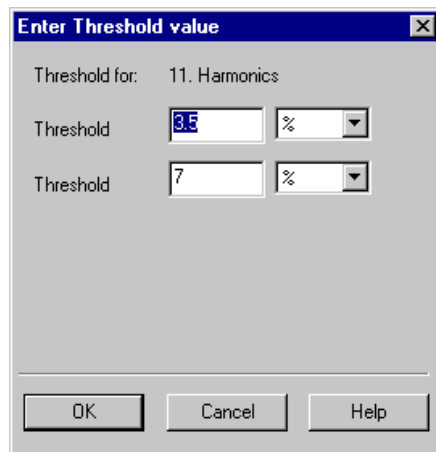 Enter Threshold value
Threshold for: 11. Harmonics
Threshold 3.5 %
Threshold 7 %
OK Cancel Help